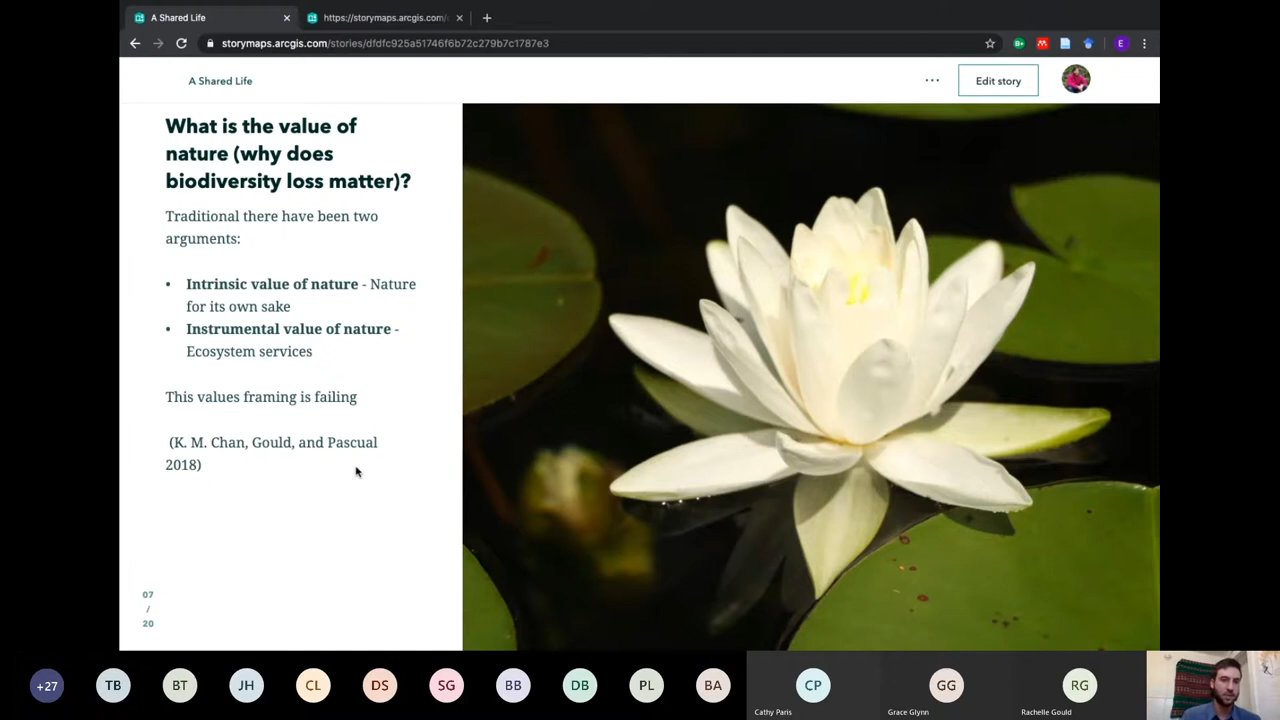 A Shared Life
https://storymaps.arcgis.com/
storymaps.arcgis.com/stories/dfdfc925a51746f6b72c279b7c1787e3
E
A Shared Life
Edit story
What is the value of
nature (why does
biodiversity loss matter)?
Traditional there have been two
arguments:
• Intrinsic value of nature - Nature
for its own sake
• Instrumental value of nature -
Ecosystem services
This values framing is failing
(K. M. Chan, Gould, and Pascual
2018)
07
/
20
+27
TB
BT
JH
CL
DS
SG
BB
DB
PL
BA
CP
GG
RG
Cathy Paris
Grace Glynn
Rachelle Gould